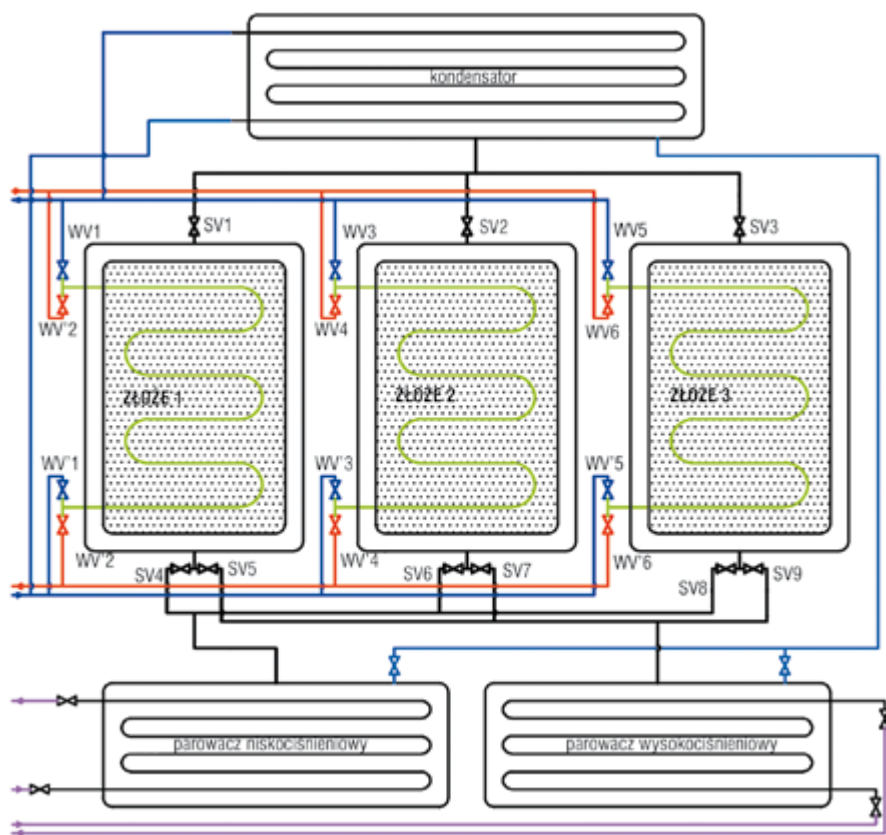 kondensator
WV1
SV1
WV3
SV2
WV5
SV3
WV'2
WV4
WV6
ZŁOŻE 1
ZŁOŻE 2
ZŁOŻE 3
WV'1
WV'3
WV'5
WV'2
SV4
SV5
WV'4
SV6
SV7
WV'6
SV8
SV9
parowacz niskociśnieniowy
parowacz wysokociśnieniowy